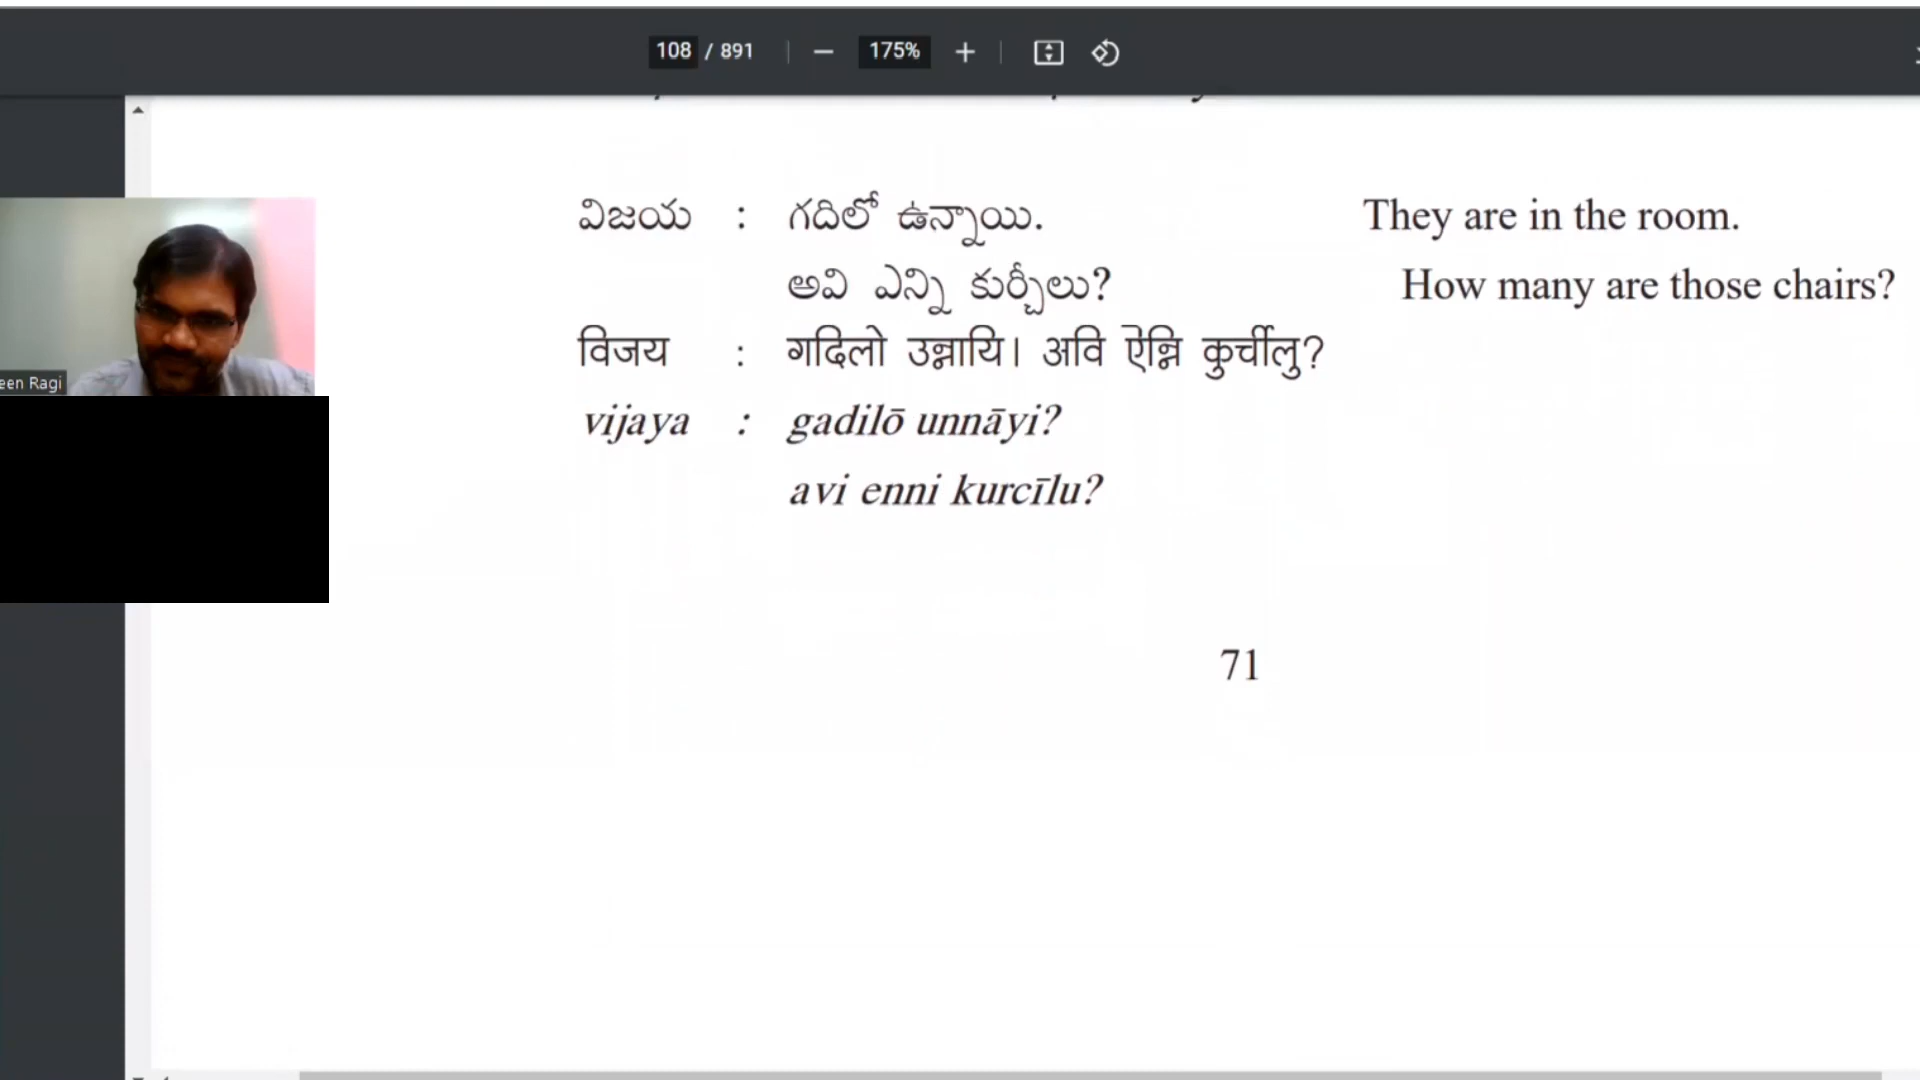 108 / 891 − 175% +
విజయ : గదిలో ఉన్నాయి. They are in the room.
అవి ఎన్ని కుర్చీలు? How many are those chairs?
विजय : गदिलो उन्नायि। अवि ऐन्नि कुर्चीलु?
vijaya : gadilō unnāyi?
avi enni kurcīlu?
een Ragi
71